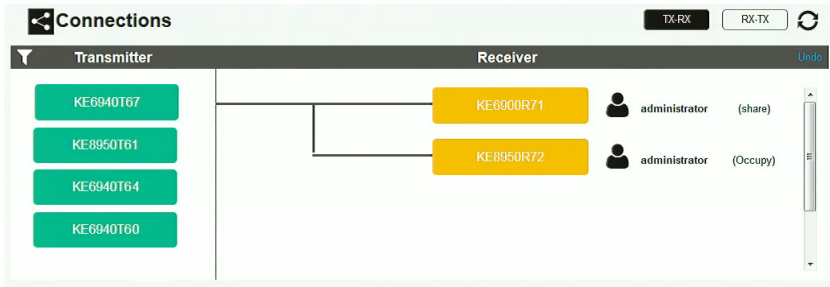 Connections
TX-RX
RX-TX
Transmitter
Receiver
Undo
KE6940T67
KE8950T61
KE6940T64
KE6940T60
KE6900R71
administrator
(share)
KE8950R72
administrator
(Occupy)